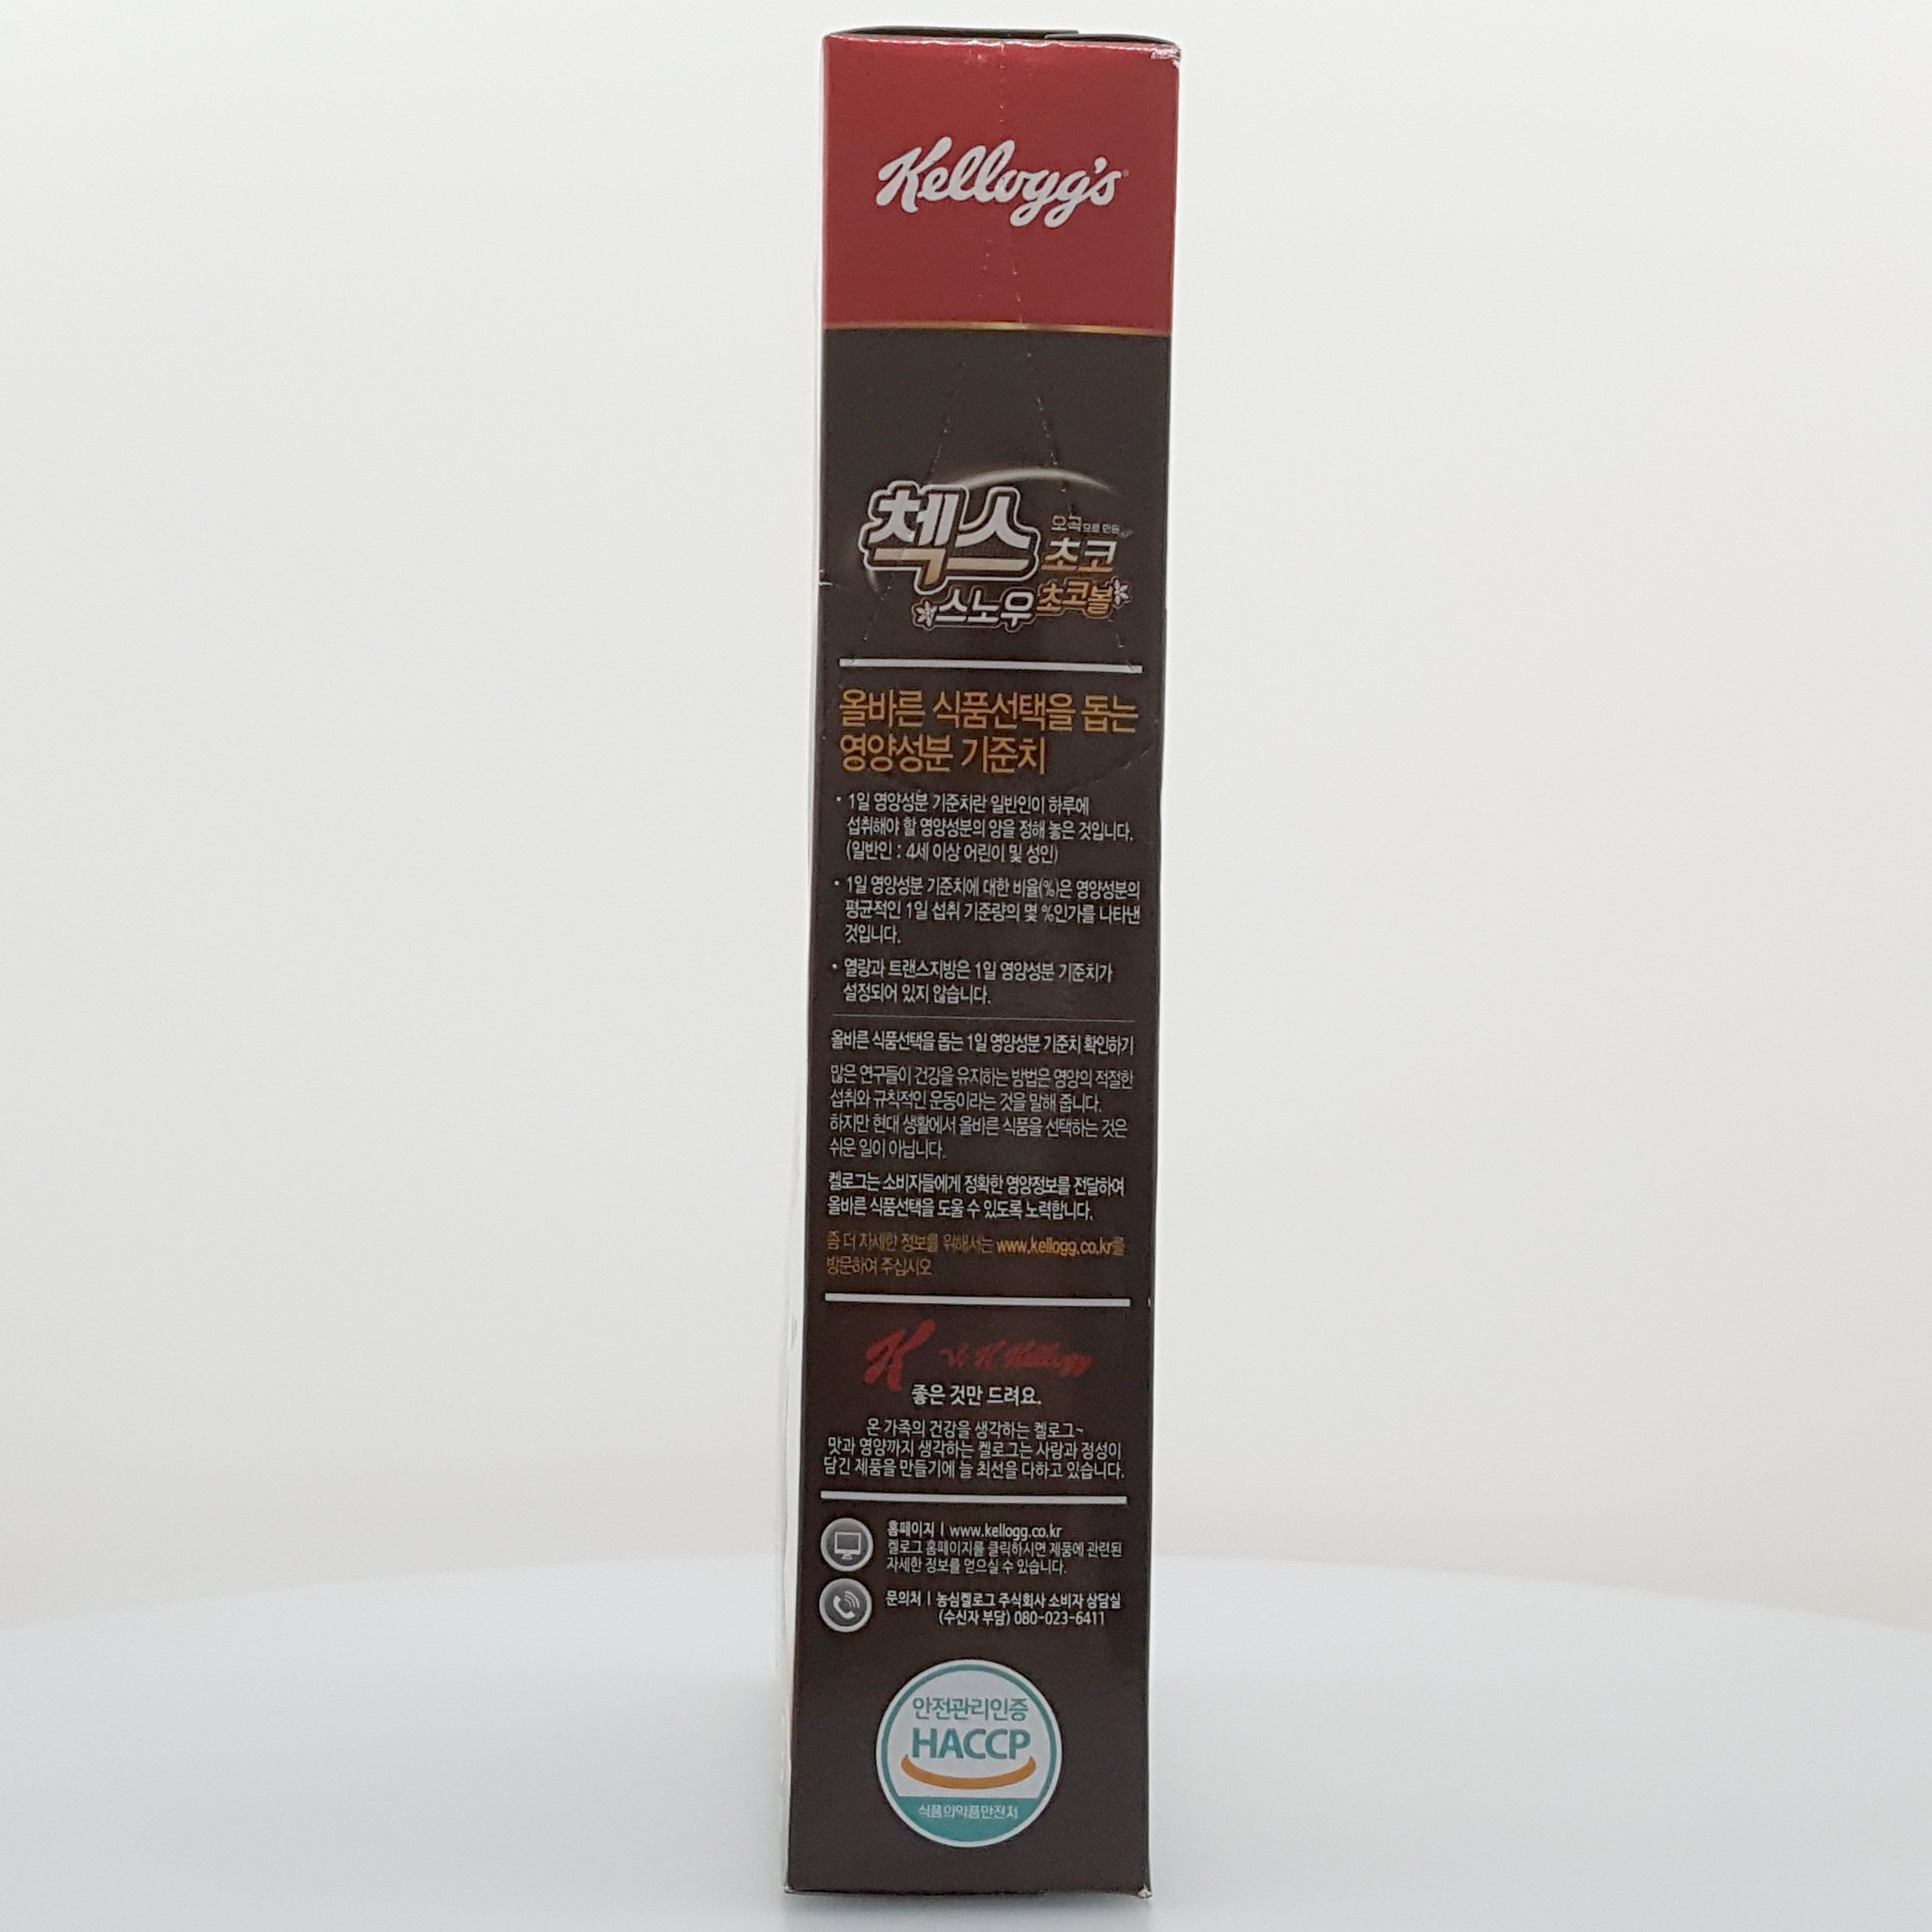 Kellogg's
첵스 오곡으로 만든
초코
스노우 초코볼
올바른 식품선택을 돕는
영양성분 기준치
· 1일 영양성분 기준치란 일반인이 하루에
섭취해야 할 영양성분의 양을 정해 놓은 것입니다.
(일반인 : 4세 이상 어린이 및 성인)
· 1일 영양성분 기준치에 대한 비율(%)은 영양성분의
평균적인 1일 섭취 기준량의 몇 %인가를 나타낸
것입니다.
· 열량과 트랜스지방은 1일 영양성분 기준치가
설정되어 있지 않습니다.
올바른 식품선택을 돕는 1일 영양성분 기준치 확인하기
많은 연구들이 건강을 유지하는 방법은 영양의 적절한
섭취와 규칙적인 운동이라는 것을 말해 줍니다.
하지만 현대 생활에서 올바른 식품을 선택하는 것은
쉬운 일이 아닙니다.
켈로그는 소비자들에게 정확한 영양정보를 전달하여
올바른 식품선택을 도울 수 있도록 노력합니다.
좀 더 자세한 정보를 위해서는 www.kellogg.co.kr를
방문하여 주십시오
K W. K. Kellogg
좋은 것만 드려요.
온 가족의 건강을 생각하는 켈로그~
맛과 영양까지 생각하는 켈로그는 사랑과 정성이
담긴 제품을 만들기에 늘 최선을 다하고 있습니다.
홈페이지 | www.kellogg.co.kr
켈로그 홈페이지를 클릭하시면 제품에 관련된
자세한 정보를 얻으실 수 있습니다.
문의처 | 농심켈로그 주식회사 소비자 상담실
(수신자 부담) 080-023-6411
안전관리인증
HACCP
식품의약품안전처